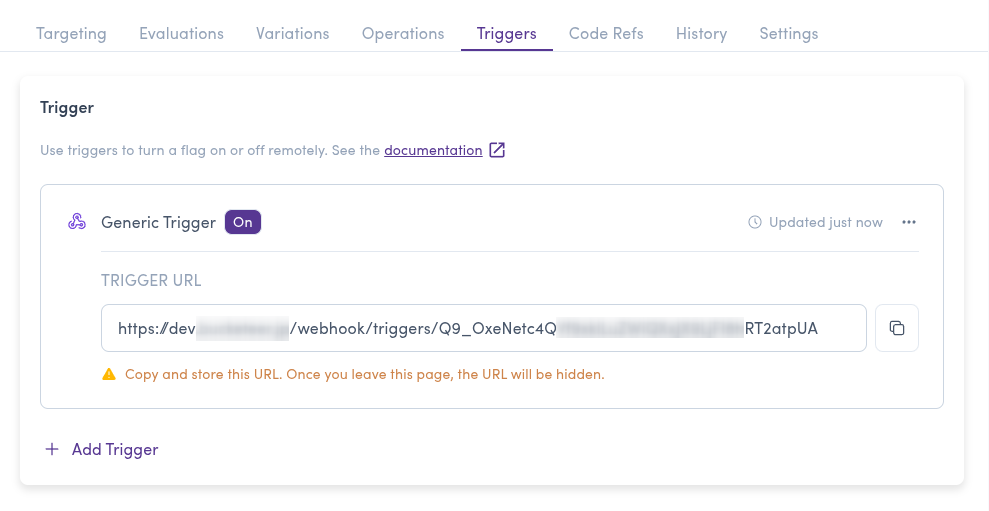 Targeting Evaluations Variations Operations Triggers Code Refs History Settings
Trigger
Use triggers to turn a flag on or off remotely. See the documentation
Generic Trigger On Updated just now
TRIGGER URL
https://dev /webhook/triggers/Q9_OxeNetc4Q RT2atpUA
Copy and store this URL. Once you leave this page, the URL will be hidden.
Add Trigger